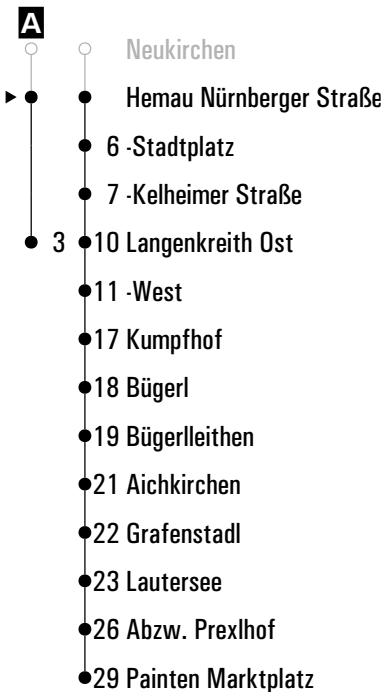 A
Neukirchen
Hemau Nürnberger Straße
6 -Stadtplatz
7 -Kelheimer Straße
3 10 Langenkreith Ost
11 -West
17 Kumpfhof
18 Bügerl
19 Bügerlleithen
21 Aichkirchen
22 Grafenstadl
23 Lautersee
26 Abzw. Prexlhof
29 Painten Marktplatz